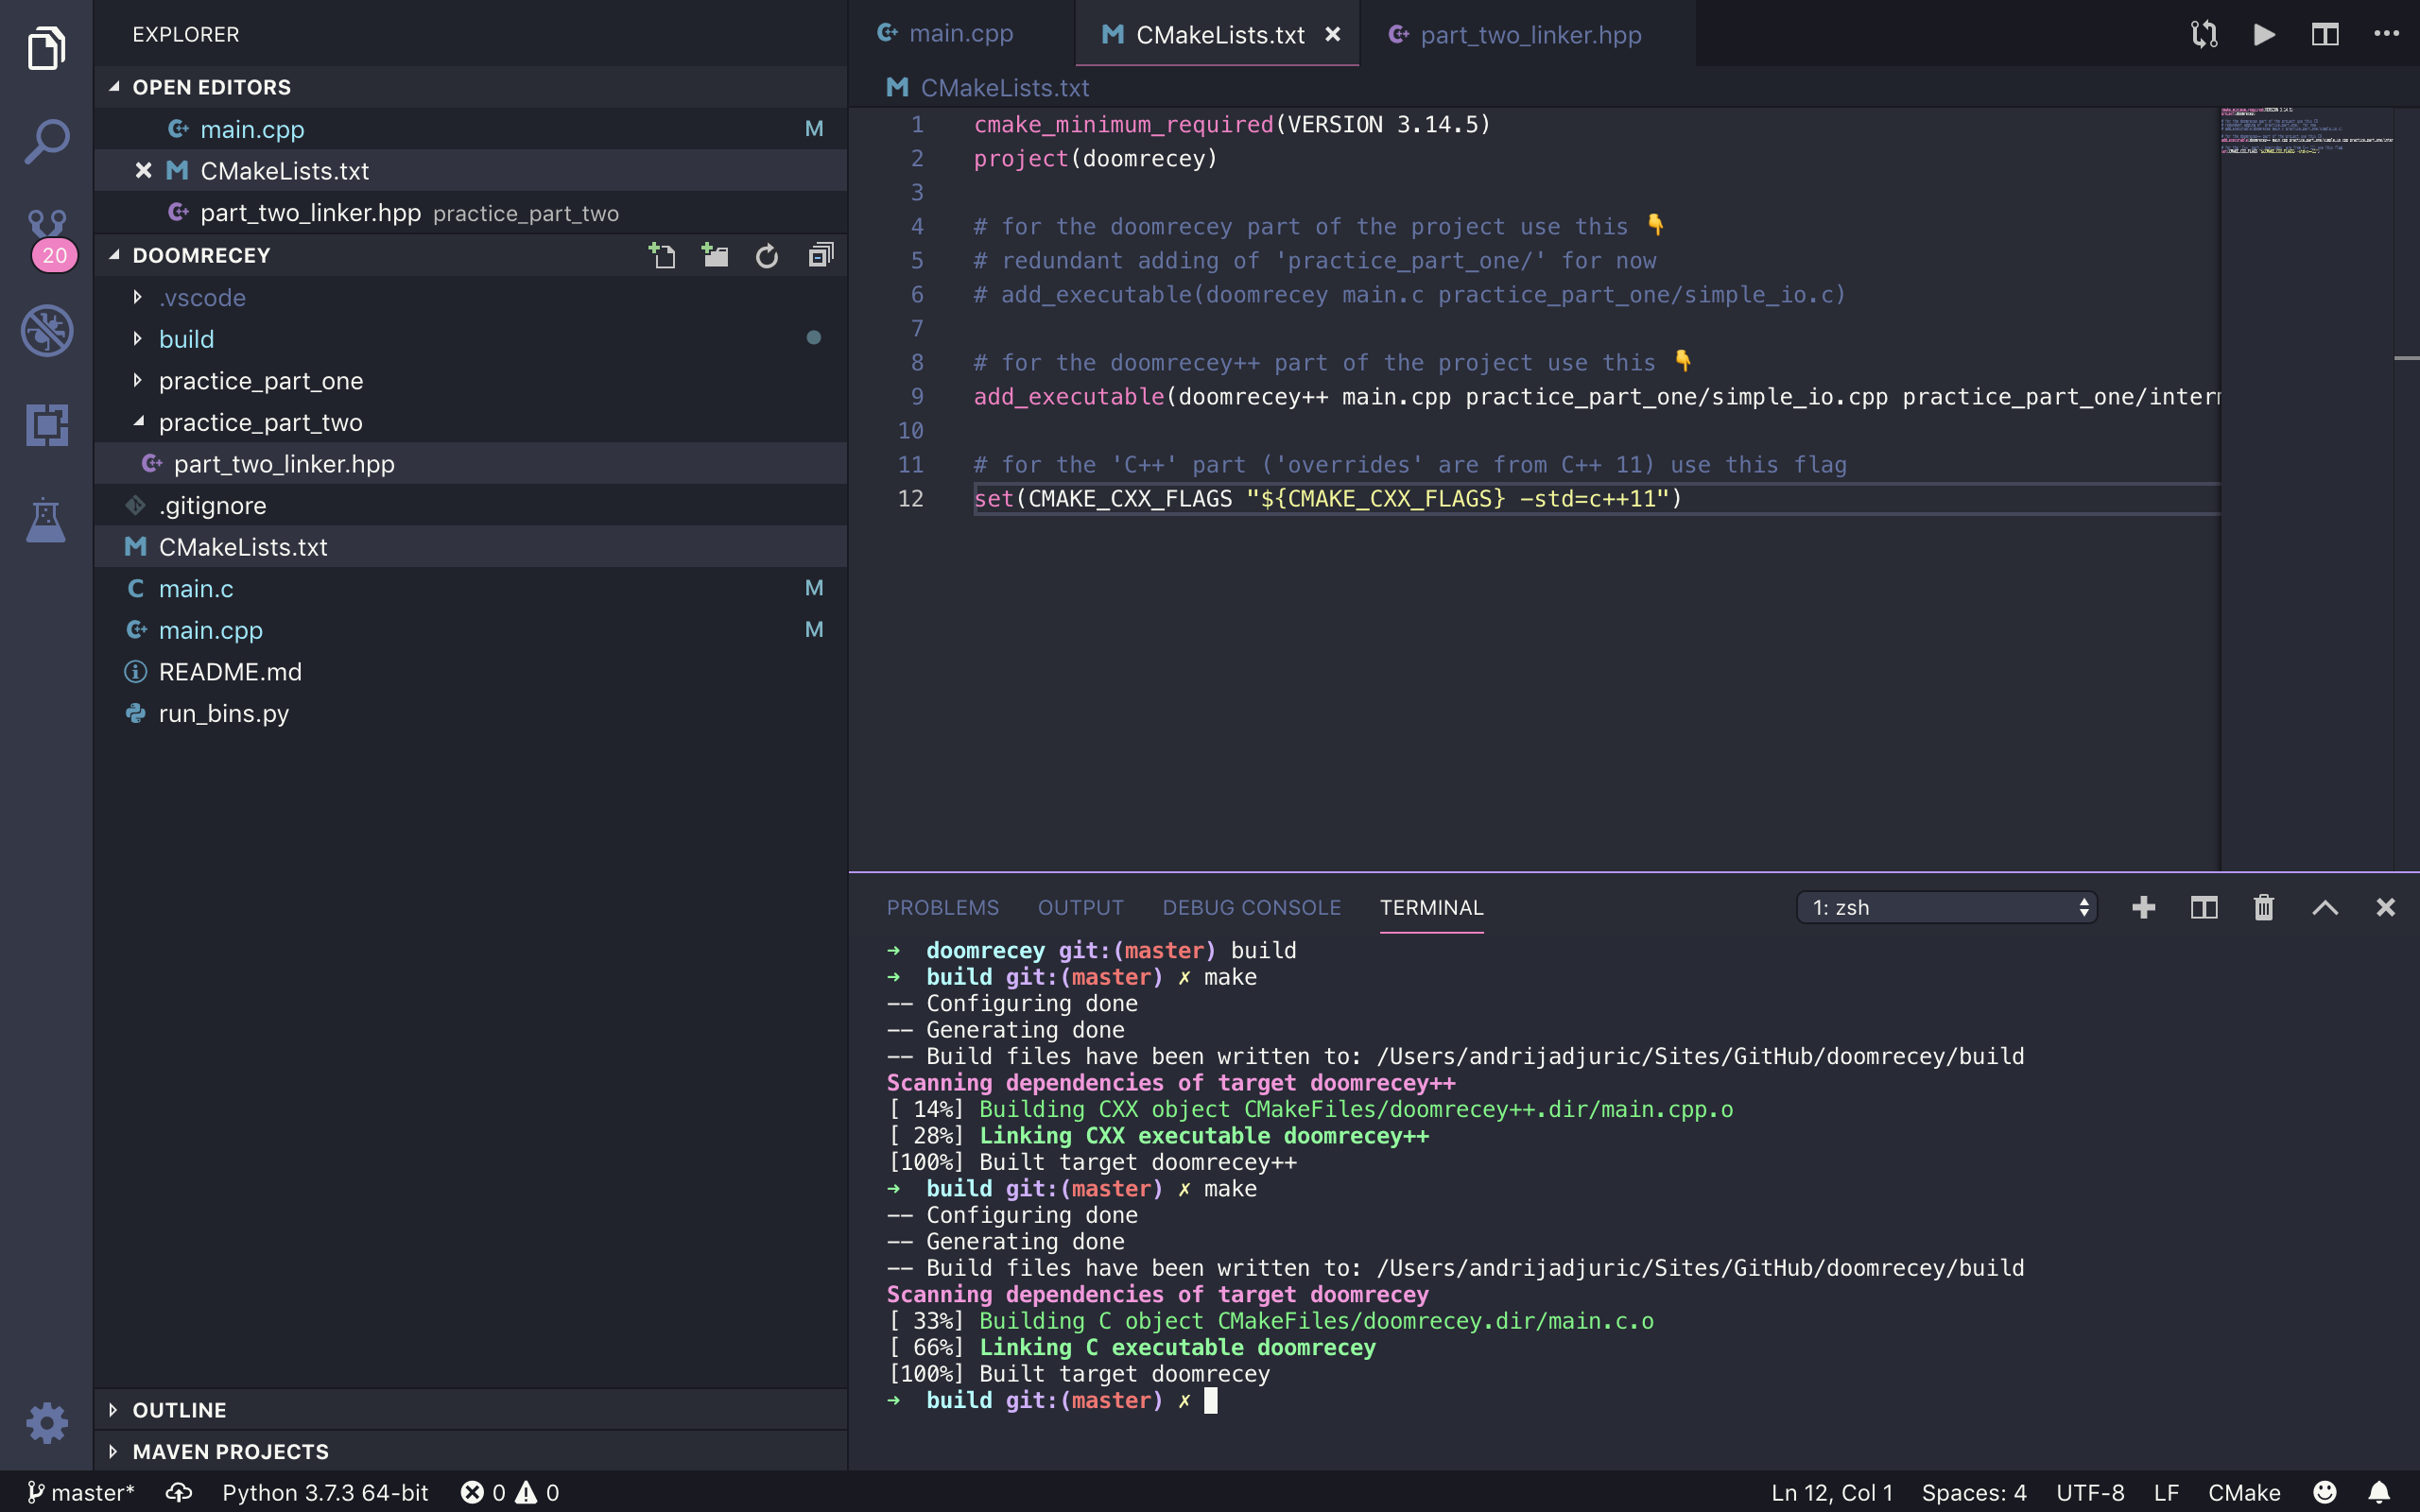 EXPLORER
OPEN EDITORS
main.cpp M
CMakeLists.txt
part_two_linker.hpp practice_part_two
20
DOOMRECEY
.vscode
build
practice_part_one
practice_part_two
part_two_linker.hpp
.gitignore
CMakeLists.txt
main.c M
main.cpp M
README.md
run_bins.py
OUTLINE
MAVEN PROJECTS
main.cpp CMakeLists.txt part_two_linker.hpp
CMakeLists.txt
1 cmake_minimum_required(VERSION 3.14.5)
2 project(doomrecey)
3
4 # for the doomrecey part of the project use this 👇
5 # redundant adding of 'practice_part_one/' for now
6 # add_executable(doomrecey main.c practice_part_one/simple_io.c)
7
8 # for the doomrecey++ part of the project use this 👇
9 add_executable(doomrecey++ main.cpp practice_part_one/simple_io.cpp practice_part_one/inter
10
11 # for the 'C++' part ('overrides' are from C++ 11) use this flag
12 set(CMAKE_CXX_FLAGS "${CMAKE_CXX_FLAGS} -std=c++11")
PROBLEMS OUTPUT DEBUG CONSOLE TERMINAL 1: zsh
➜ doomrecey git:(master) build
➜ build git:(master) ✗ make
-- Configuring done
-- Generating done
-- Build files have been written to: /Users/andrijadjuric/Sites/GitHub/doomrecey/build
Scanning dependencies of target doomrecey++
[ 14%] Building CXX object CMakeFiles/doomrecey++.dir/main.cpp.o
[ 28%] Linking CXX executable doomrecey++
[100%] Built target doomrecey++
➜ build git:(master) ✗ make
-- Configuring done
-- Generating done
-- Build files have been written to: /Users/andrijadjuric/Sites/GitHub/doomrecey/build
Scanning dependencies of target doomrecey
[ 33%] Building C object CMakeFiles/doomrecey.dir/main.c.o
[ 66%] Linking C executable doomrecey
[100%] Built target doomrecey
➜ build git:(master) ✗
master* Python 3.7.3 64-bit 0 0 Ln 12, Col 1 Spaces: 4 UTF-8 LF CMake